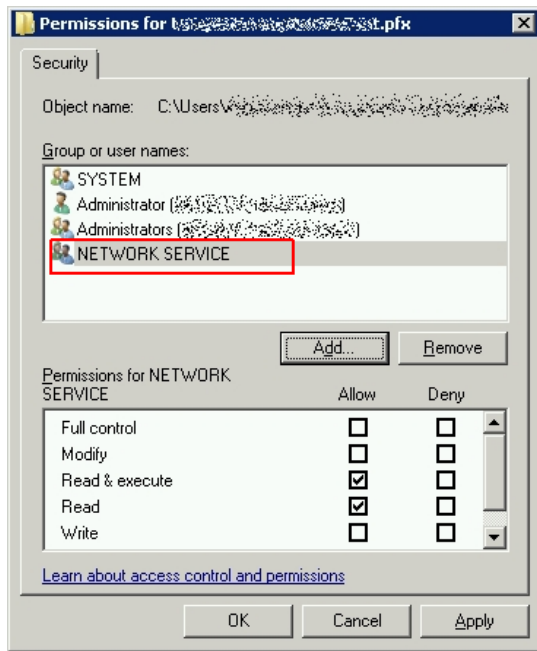 Permissions for .pfx
Security
Object name: C:\Users\
Group or user names:
SYSTEM
Administrator (
Administrators (
NETWORK SERVICE
Add... Remove
Permissions for NETWORK
SERVICE Allow Deny
Full control
Modify
Read & execute
Read
Write
Learn about access control and permissions
OK Cancel Apply